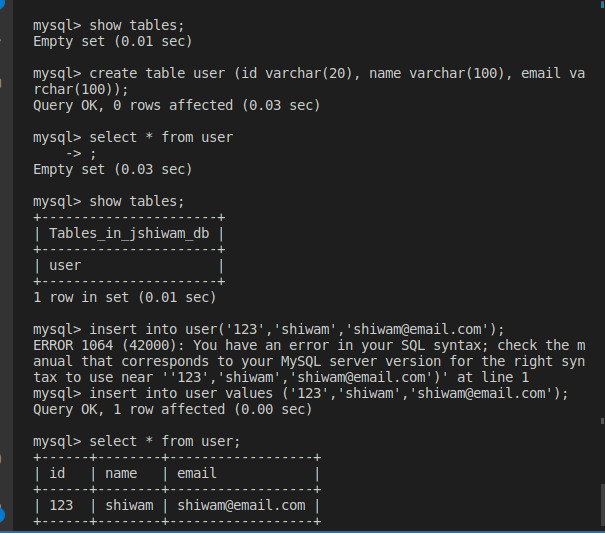 mysql> show tables;
Empty set (0.01 sec)
mysql> create table user (id varchar(20), name varchar(100), email va
rchar(100));
Query OK, 0 rows affected (0.03 sec)
mysql> select * from user
    -> ;
Empty set (0.03 sec)
mysql> show tables;
+----------------------+
| Tables_in_jshiwam_db |
+----------------------+
| user                 |
+----------------------+
1 row in set (0.01 sec)
mysql> insert into user('123','shiwam','shiwam@email.com');
ERROR 1064 (42000): You have an error in your SQL syntax; check the m
anual that corresponds to your MySQL server version for the right syn
tax to use near ''123','shiwam','shiwam@email.com')' at line 1
mysql> insert into user values ('123','shiwam','shiwam@email.com');
Query OK, 1 row affected (0.00 sec)
mysql> select * from user;
+------+--------+------------------+
| id   | name   | email            |
+------+--------+------------------+
| 123  | shiwam | shiwam@email.com |
+------+--------+------------------+